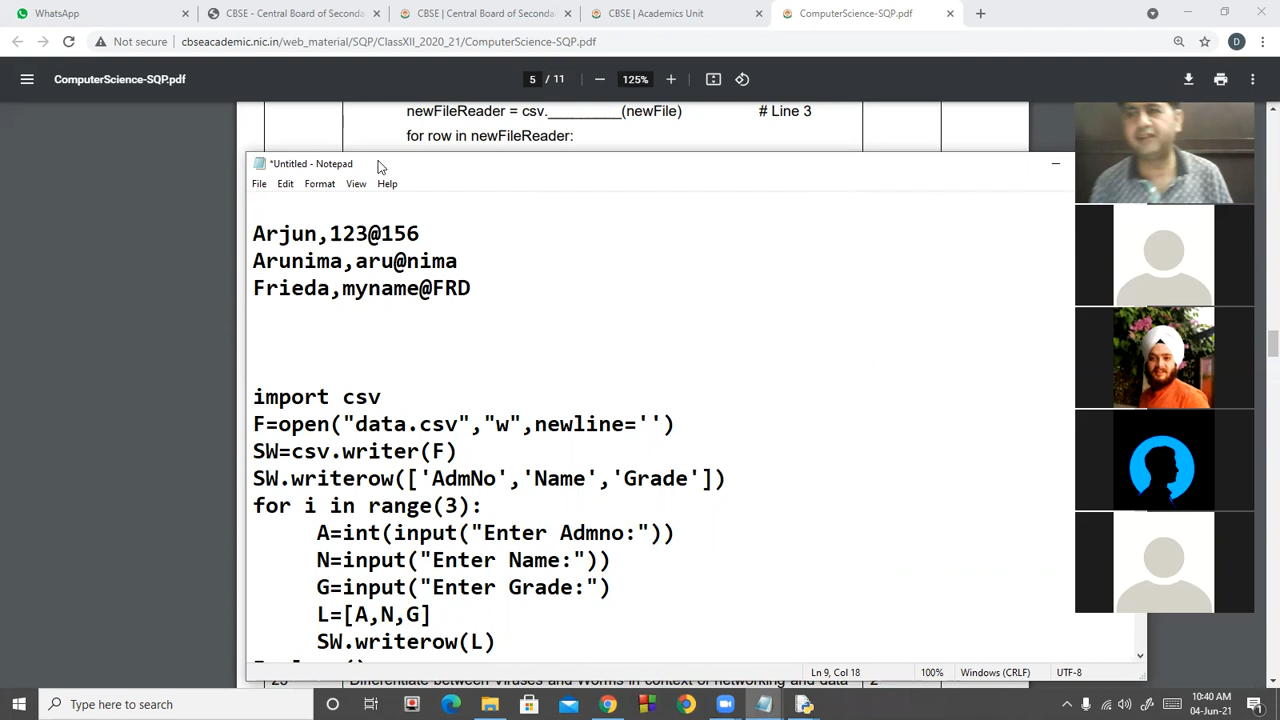 WhatsApp
CBSE - Central Board of Seconda
CBSE | Central Board of Seconda
CBSE | Academics Unit
ComputerScience-SQP.pdf
Not secure
cbseacademic.nic.in/web_material/SQP/ClassXII_2020_21/ComputerScience-SQP.pdf
D
ComputerScience-SQP.pdf
5 / 11
125%
newFileReader = csv._________(newFile) # Line 3
for row in newFileReader:
*Untitled - Notepad
File Edit Format View Help
Arjun,123@156
Arunima,aru@nima
Frieda,myname@FRD
import csv
F=open("data.csv","w",newline='')
SW=csv.writer(F)
SW.writerow(['AdmNo','Name','Grade'])
for i in range(3):
A=int(input("Enter Admno:"))
N=input("Enter Name:"))
G=input("Enter Grade:")
L=[A,N,G]
SW.writerow(L)
Ln 9, Col 18
100%
Windows (CRLF)
UTF-8
Differentiate between Viruses and Worms in context of networking and data 2
Type here to search
10:40 AM
04-Jun-21